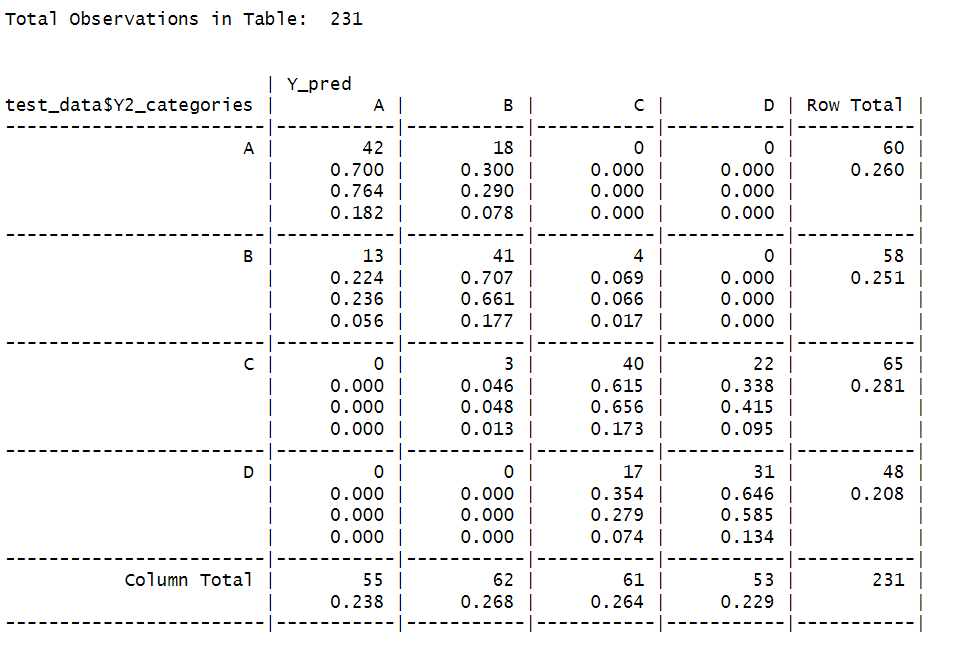 Total Observations in Table:  231

                         | Y_pred
test_data$Y2_categories |         A |         B |         C |         D | Row Total |
------------------------|-----------|-----------|-----------|-----------|-----------|
                      A |        42 |        18 |         0 |         0 |        60 |
                        |     0.700 |     0.300 |     0.000 |     0.000 |     0.260 |
                        |     0.764 |     0.290 |     0.000 |     0.000 |           |
                        |     0.182 |     0.078 |     0.000 |     0.000 |           |
------------------------|-----------|-----------|-----------|-----------|-----------|
                      B |        13 |        41 |         4 |         0 |        58 |
                        |     0.224 |     0.707 |     0.069 |     0.000 |     0.251 |
                        |     0.236 |     0.661 |     0.066 |     0.000 |           |
                        |     0.056 |     0.177 |     0.017 |     0.000 |           |
------------------------|-----------|-----------|-----------|-----------|-----------|
                      C |         0 |         3 |        40 |        22 |        65 |
                        |     0.000 |     0.046 |     0.615 |     0.338 |     0.281 |
                        |     0.000 |     0.048 |     0.656 |     0.415 |           |
                        |     0.000 |     0.013 |     0.173 |     0.095 |           |
------------------------|-----------|-----------|-----------|-----------|-----------|
                      D |         0 |         0 |        17 |        31 |        48 |
                        |     0.000 |     0.000 |     0.354 |     0.646 |     0.208 |
                        |     0.000 |     0.000 |     0.279 |     0.585 |           |
                        |     0.000 |     0.000 |     0.074 |     0.134 |           |
------------------------|-----------|-----------|-----------|-----------|-----------|
           Column Total |        55 |        62 |        61 |        53 |       231 |
                        |     0.238 |     0.268 |     0.264 |     0.229 |           |
------------------------|-----------|-----------|-----------|-----------|-----------|